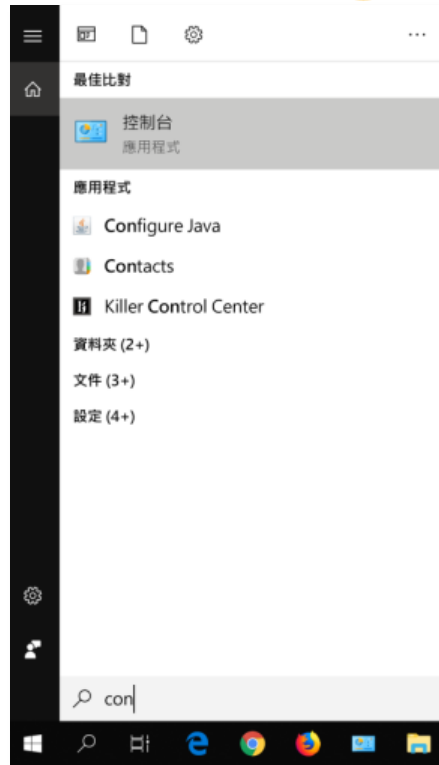 最佳比對
控制台
應用程式
應用程式
Configure Java
Contacts
Killer Control Center
資料夾 (2+)
文件 (3+)
設定 (4+)
con